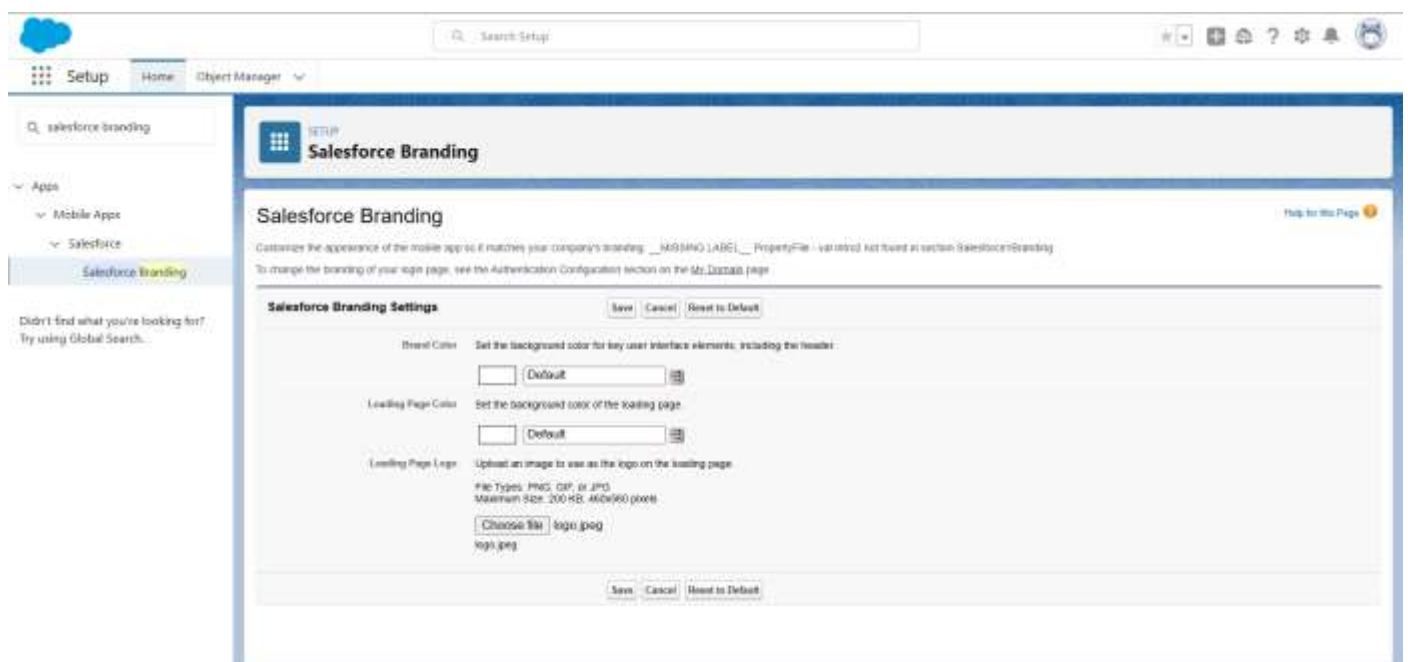 Search Setup
Setup
Home
Object Manager
salesforce branding
Apps
Mobile Apps
Salesforce
Salesforce Branding
Didn't find what you're looking for?
Try using Global Search.
SETUP
Salesforce Branding
Salesforce Branding
Help for this Page
Customize the appearance of the mobile app so it matches your company's branding. __MISSING LABEL__ PropertyFile - val intro2 not found in section Salesforce1Branding
To change the branding of your login page, see the Authentication Configuration section on the My Domain page
Salesforce Branding Settings
Save Cancel Reset to Default
Brand Color Set the background color for key user interface elements, including the header
Default
Loading Page Color Set the background color of the loading page
Default
Loading Page Logo Upload an image to use as the logo on the loading page
File Types: PNG, GIF, or JPG
Maximum Size: 200 KB, 460x560 pixels
Choose file logo.jpeg
logo.jpeg
Save Cancel Reset to Default